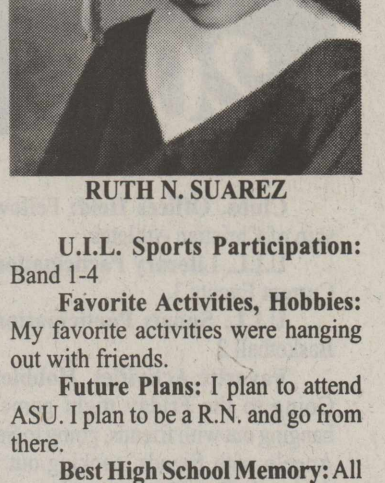 RUTH N. SUAREZ
U.I.L. Sports Participation:
Band 1-4
Favorite Activities, Hobbies:
My favorite activities were hanging
out with friends.
Future Plans: I plan to attend
ASU. I plan to be a R.N. and go from
there.
Best High School Memory: All